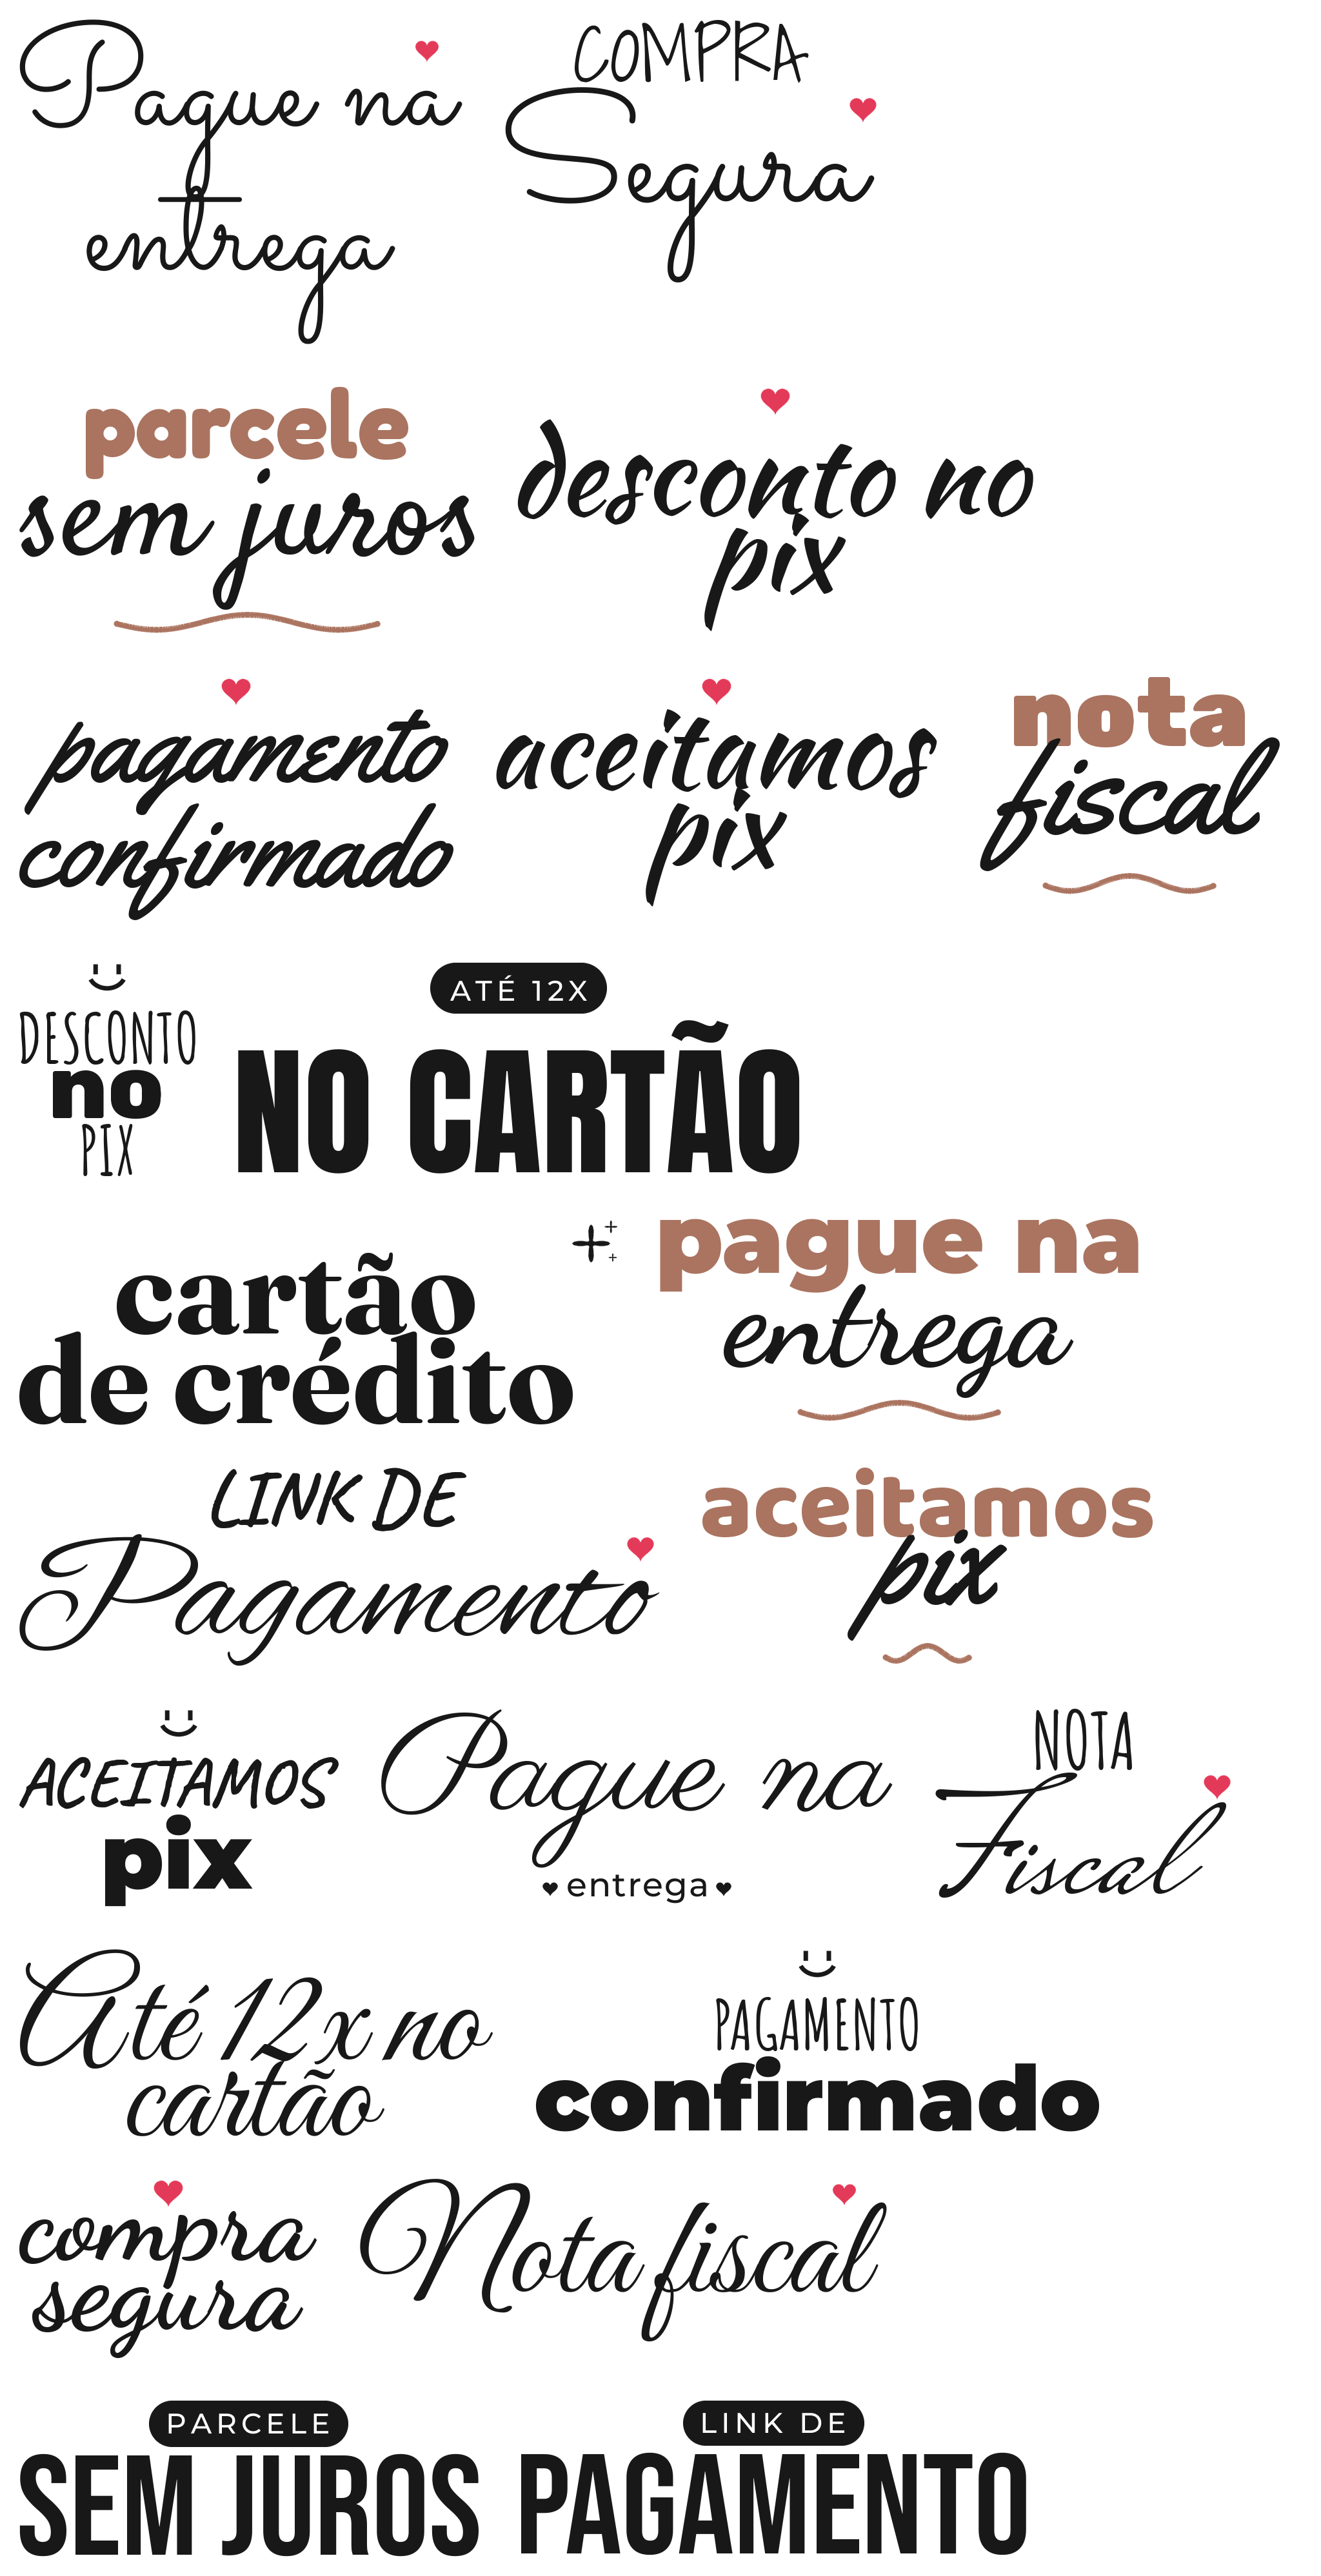 Pague na
entrega
COMPRA
Segura
parcele
sem juros
desconto no
pix
pagamento
confirmado
aceitamos
pix
nota
fiscal
DESCONTO
no
PIX
ATÉ 12X
NO CARTÃO
cartão
de crédito
pague na
entrega
LINK DE
Pagamento
aceitamos
pix
ACEITAMOS
pix
Pague na
entrega
NOTA
Fiscal
Até 12x no
cartão
PAGAMENTO
confirmado
compra
segura
Nota fiscal
PARCELE
SEM JUROS
LINK DE
PAGAMENTO